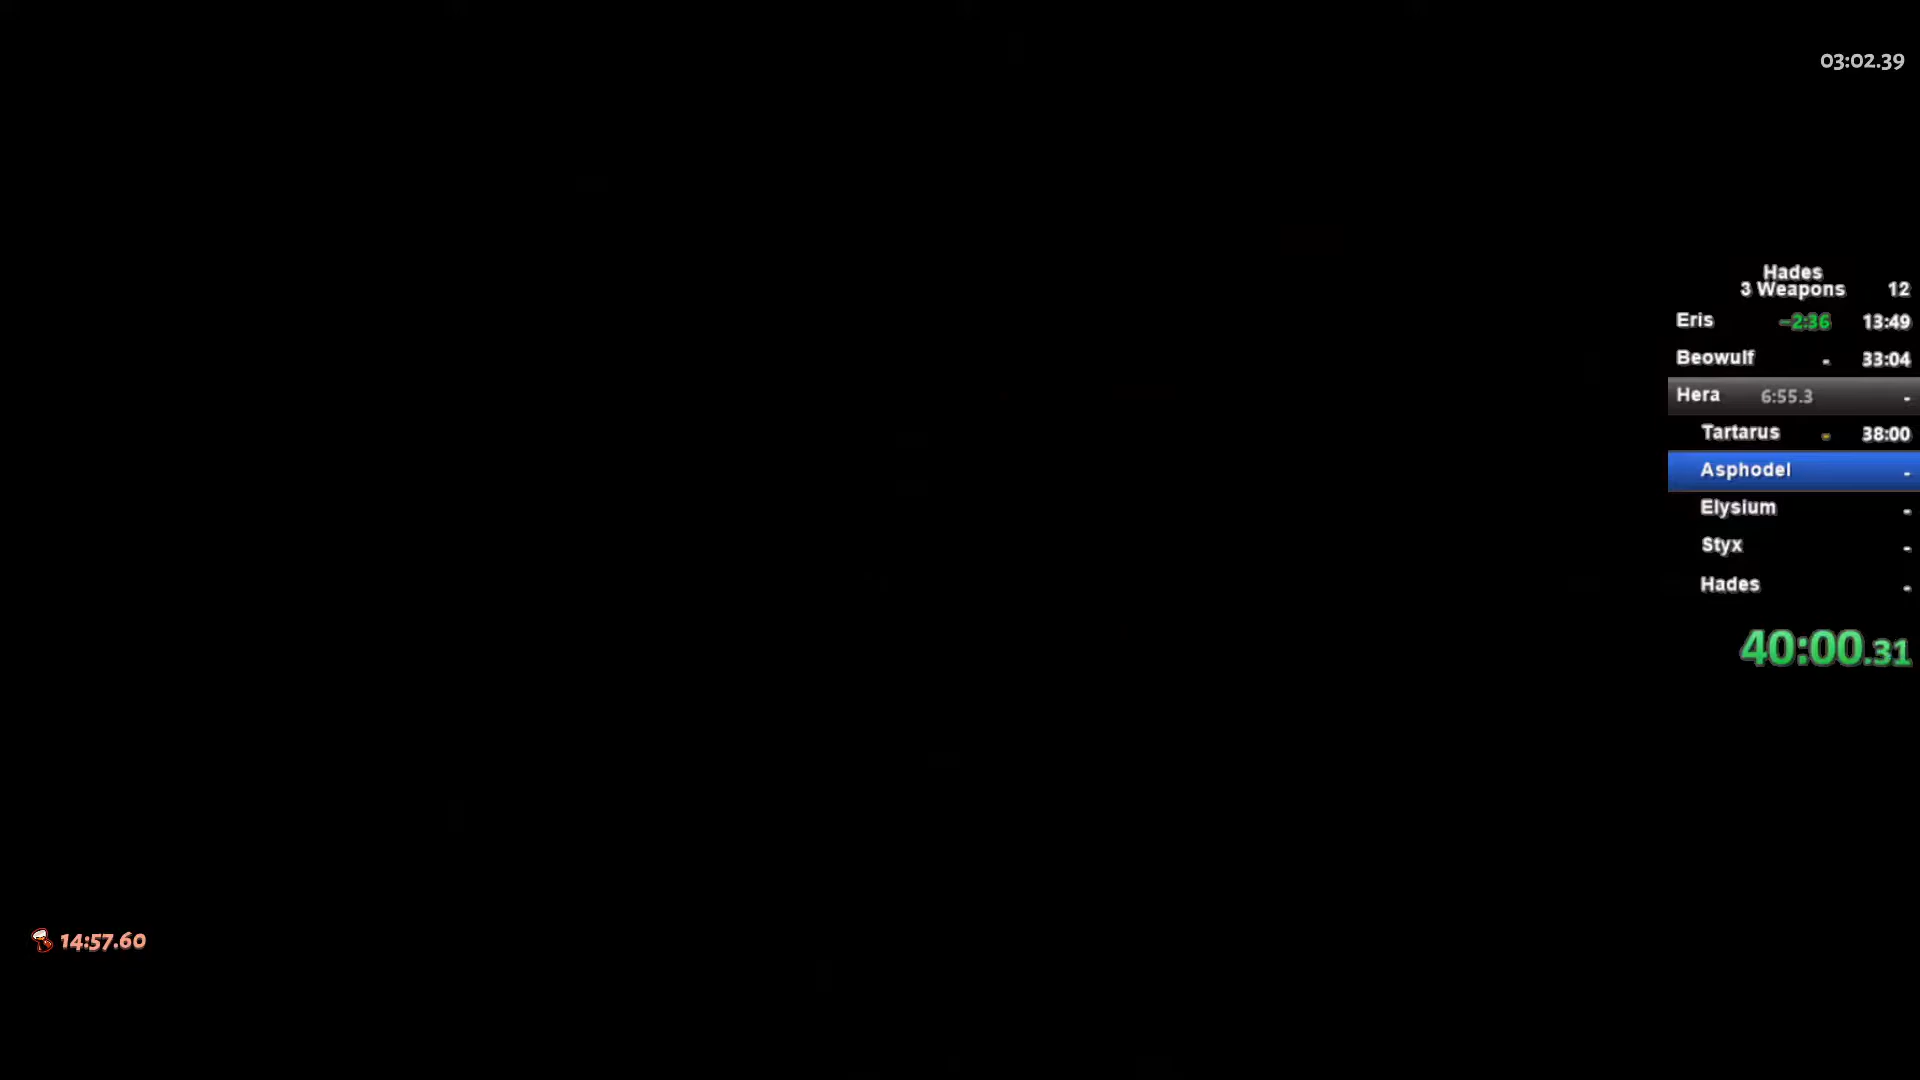 03:02.39
Hades
3 Weapons 12
Eris -2:36 13:49
Beowulf - 33:04
Hera 6:55.3 -
Tartarus - 38:00
Asphodel -
Elysium -
Styx -
Hades -
40:00.31
14:57.60